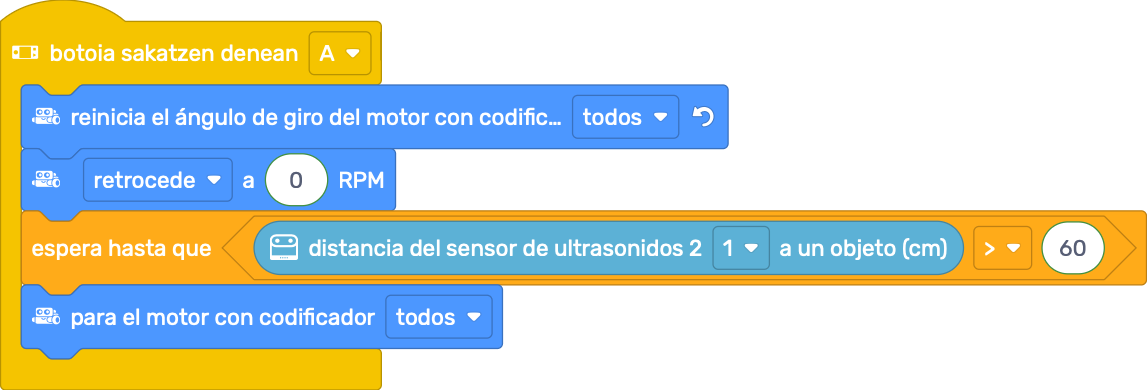 botoia sakatzen denean A
reinicia el ángulo de giro del motor con codific... todos
retrocede a 0 RPM
espera hasta que distancia del sensor de ultrasonidos 2 1 a un objeto (cm) > 60
para el motor con codificador todos